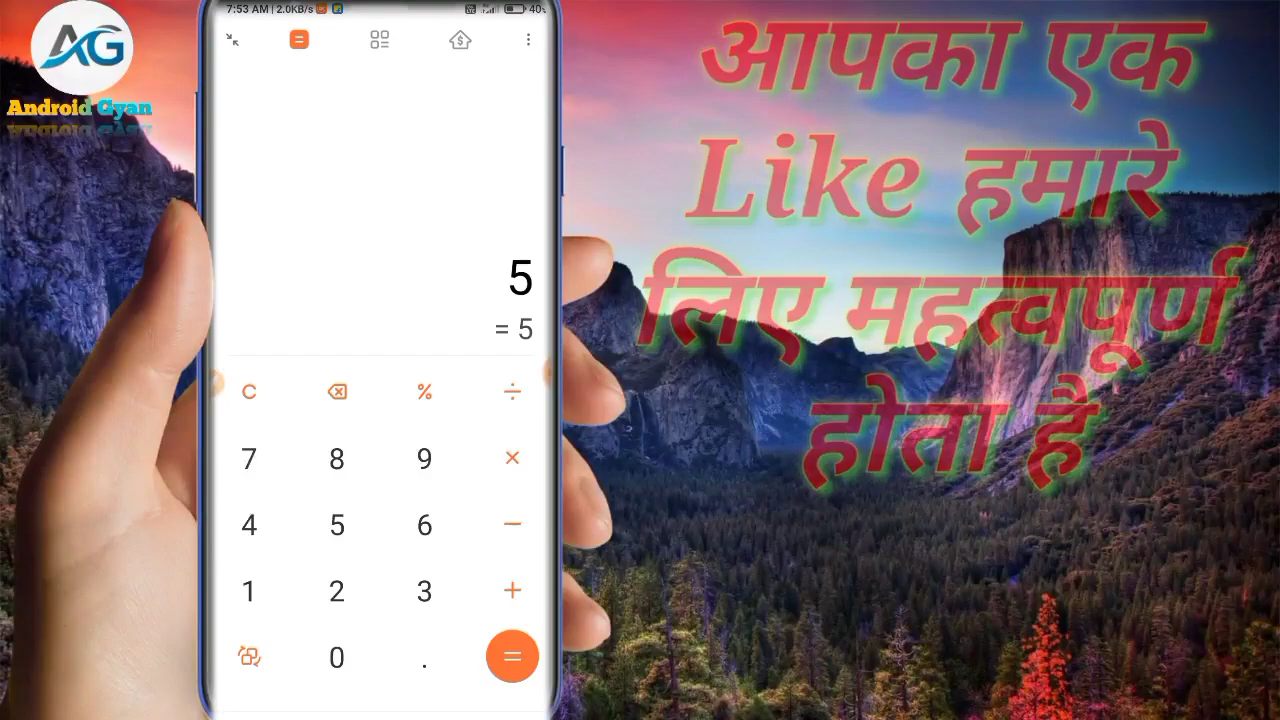 AG
Android Gyan
7:53 AM | 2.0KB/s
40%
5
= 5
C % ÷
7 8 9 ×
4 5 6 −
1 2 3 +
0 . =
आपका एक
Like हमारे
लिए महत्वपूर्ण
होता है